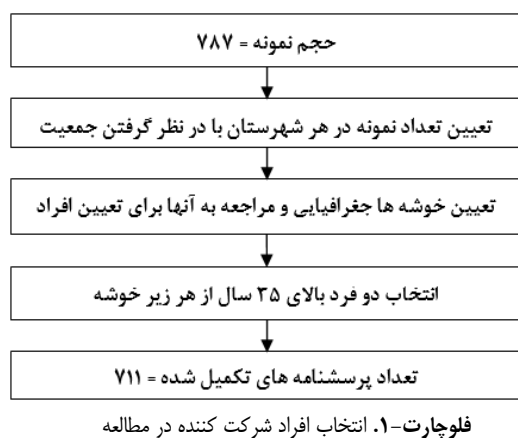 حجم نمونه = ۷۸۷
تعیین تعداد نمونه در هر شهرستان با در نظر گرفتن جمعیت
تعیین خوشه ها جغرافیایی و مراجعه به آنها برای تعیین افراد
انتخاب دو فرد بالای ۳۵ سال از هر زیر خوشه
تعداد پرسشنامه های تکمیل شده = ۷۱۱
فلوچارت-۱. انتخاب افراد شرکت کننده در مطالعه